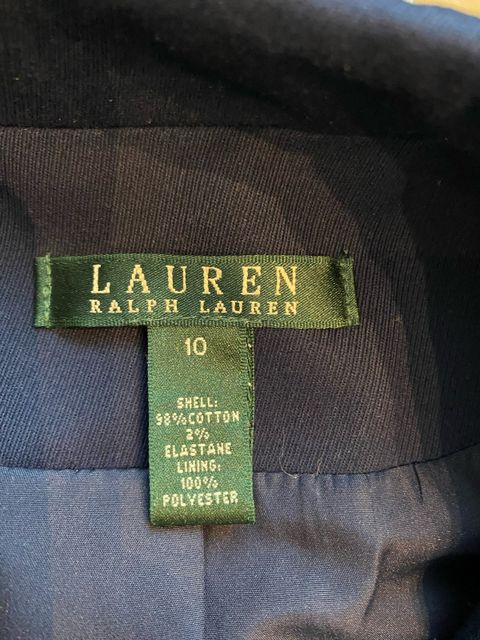 LAUREN
RALPH LAUREN
10
SHELL:
98%COTTON
2%
ELASTANE
LINING:
100%
POLYESTER